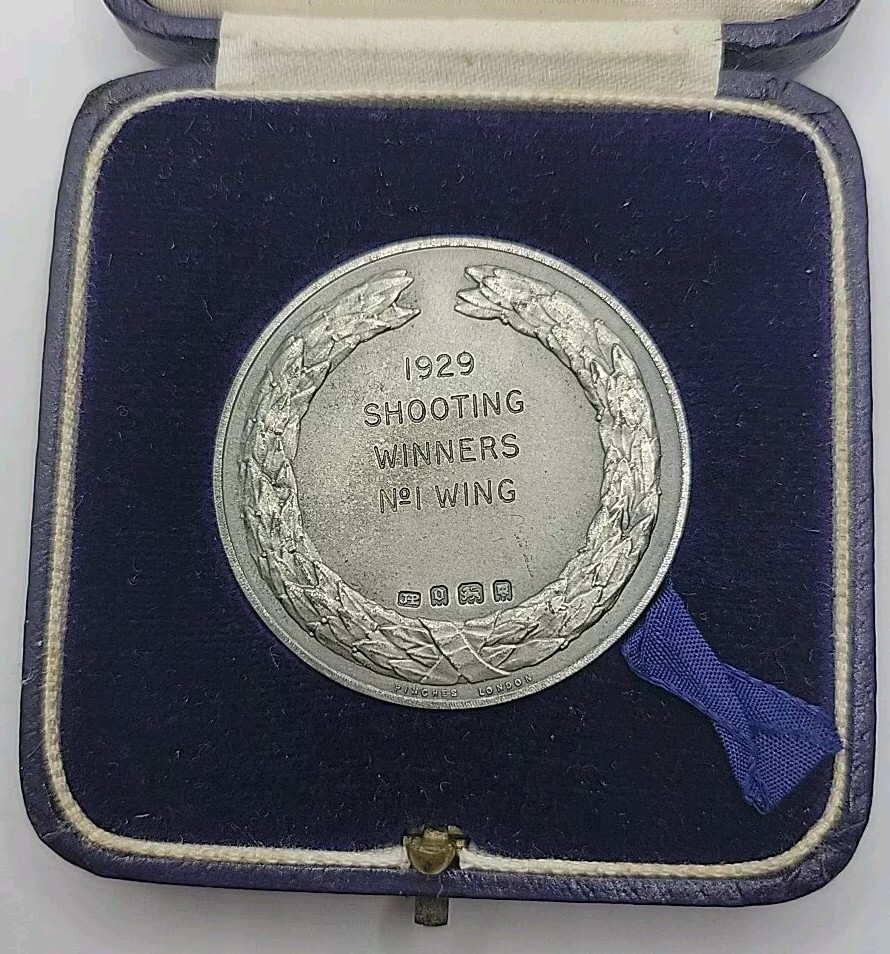 1929
SHOOTING
WINNERS
Nº1 WING
PINCHES LONDON